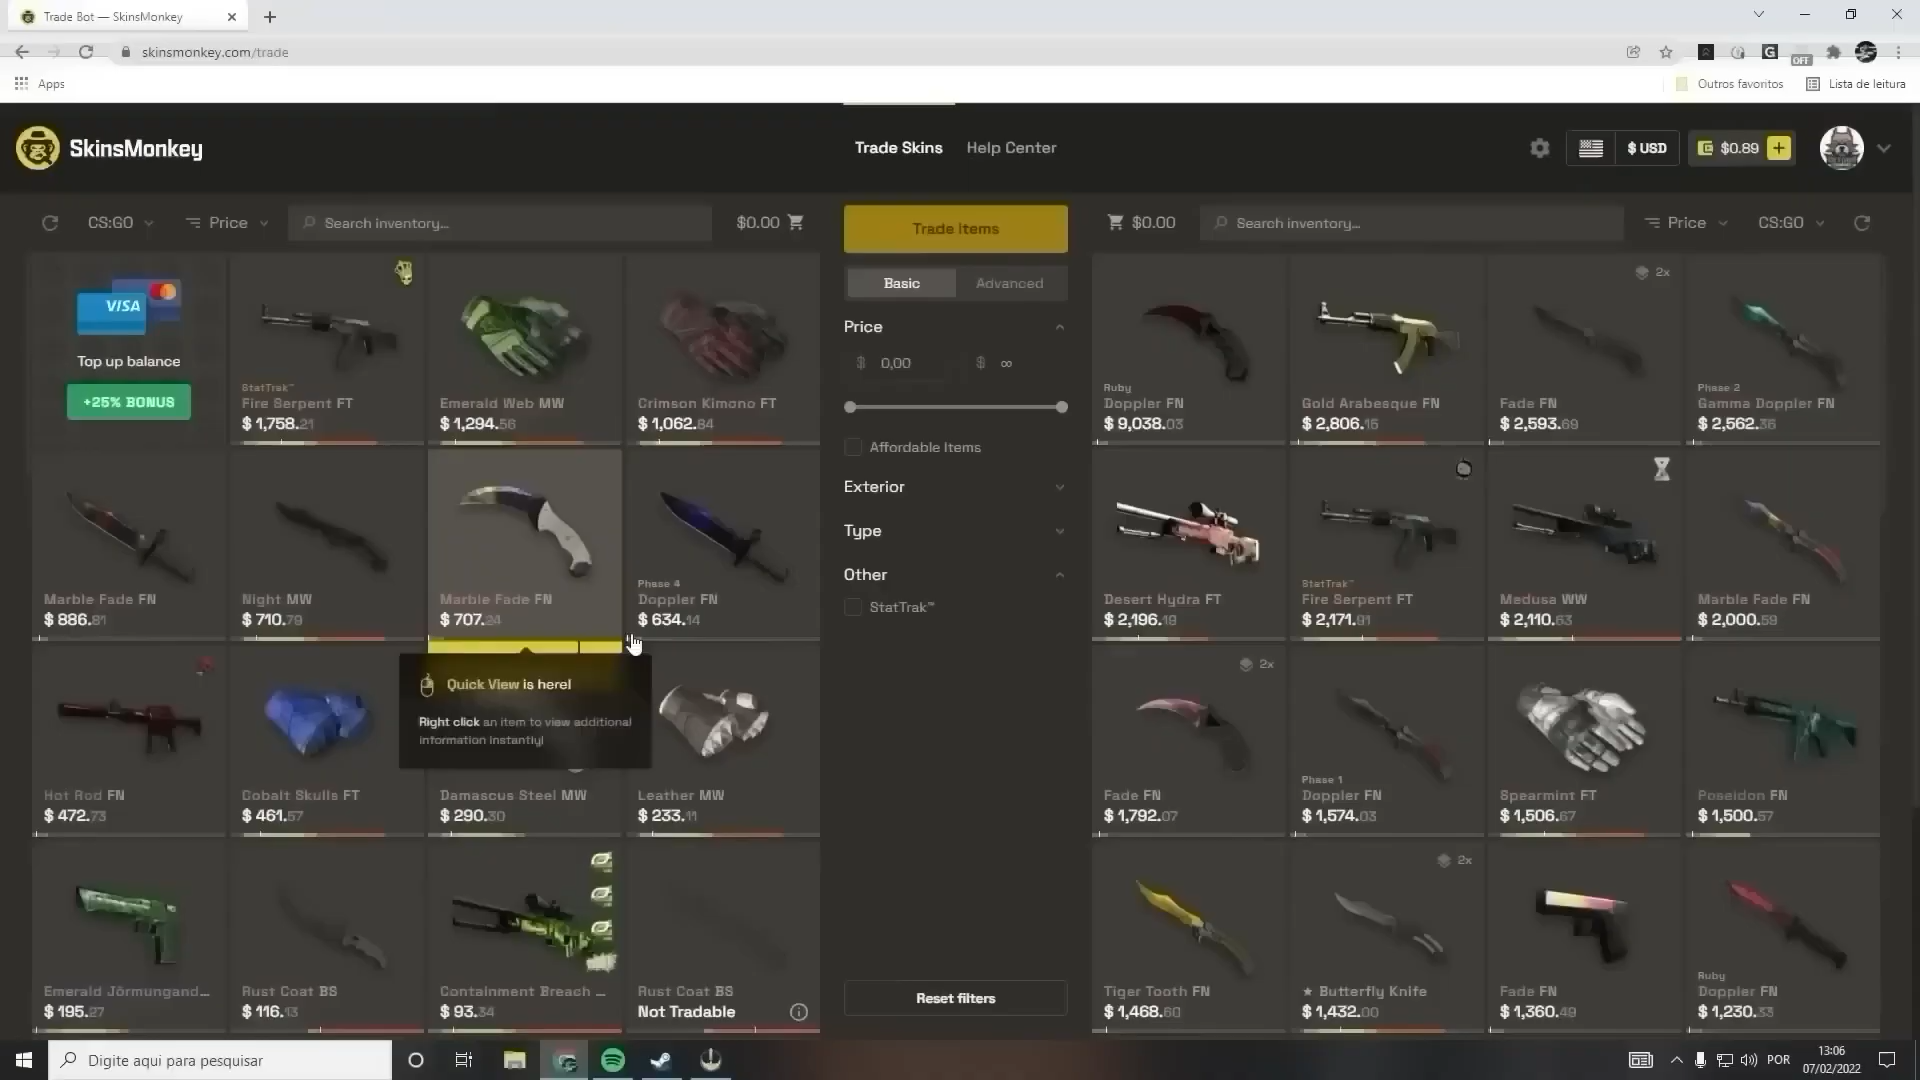 Trade Bot — SkinsMonkey
skinsmonkey.com/trade
G
OFF
Apps
Outros favoritos
Lista de leitura
SkinsMonkey
Trade Skins
Help Center
$ USD
$0.89
CS:GO
Price
Search inventory...
$0.00
VISA
Top up balance
+25% BONUS
StatTrak™
Fire Serpent FT
$ 1,758.21
Emerald Web MW
$ 1,294.56
Crimson Kimono FT
$ 1,062.84
Marble Fade FN
$ 886.81
Night MW
$ 710.79
Marble Fade FN
$ 707.24
Phase 4
Doppler FN
$ 634.14
Quick View is here!
Right click an item to view additional
information instantly!
Hot Rod FN
$ 472.73
Cobalt Skulls FT
$ 461.57
Damascus Steel MW
$ 290.30
Leather MW
$ 233.11
Emerald Jörmungand...
$ 195.27
Rust Coat BS
$ 116.13
Containment Breach ...
$ 93.34
Rust Coat BS
Not Tradable
Trade Items
Basic
Advanced
Price
$ 0,00
$ ∞
Affordable Items
Exterior
Type
Other
StatTrak™
Reset filters
$0.00
Search inventory...
Price
CS:GO
Ruby
Doppler FN
$ 9,038.03
Gold Arabesque FN
$ 2,806.15
2x
Fade FN
$ 2,593.69
Phase 2
Gamma Doppler FN
$ 2,562.36
Desert Hydra FT
$ 2,196.19
StatTrak™
Fire Serpent FT
$ 2,171.91
Medusa WW
$ 2,110.63
Marble Fade FN
$ 2,000.59
2x
Fade FN
$ 1,792.07
Phase 1
Doppler FN
$ 1,574.03
Spearmint FT
$ 1,506.67
Poseidon FN
$ 1,500.57
Tiger Tooth FN
$ 1,468.60
2x
★ Butterfly Knife
$ 1,432.00
Fade FN
$ 1,360.49
Ruby
Doppler FN
$ 1,230.33
Digite aqui para pesquisar
POR
13:06
07/02/2022